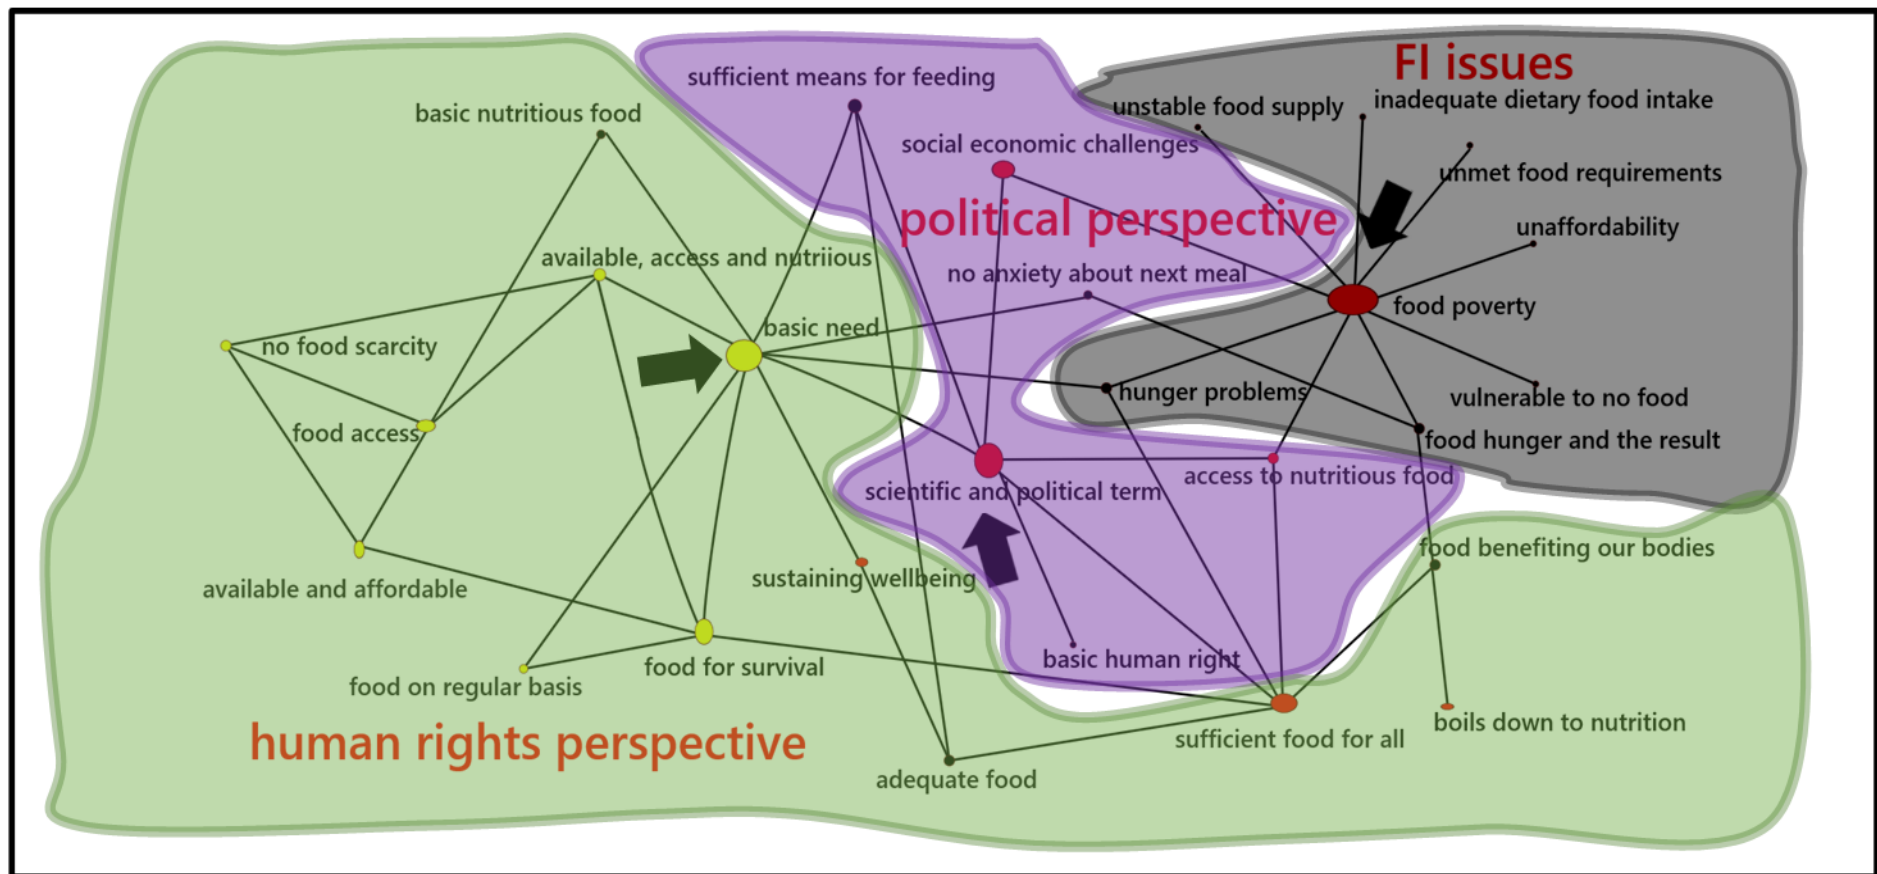 FI issues
sufficient means for feeding
inadequate dietary food intake
unstable food supply
basic nutritious food
social economic challenges
unmet food requirements
political perspective
unaffordability
available, access and nutriious
no anxiety about next meal
food poverty
basic need
no food scarcity
hunger problems
vulnerable to no food
food access
food hunger and the result
access to nutritious food
scientific and political term
food benefiting our bodies
sustaining wellbeing
available and affordable
basic human right
food for survival
food on regular basis
boils down to nutrition
human rights perspective
sufficient food for all
adequate food